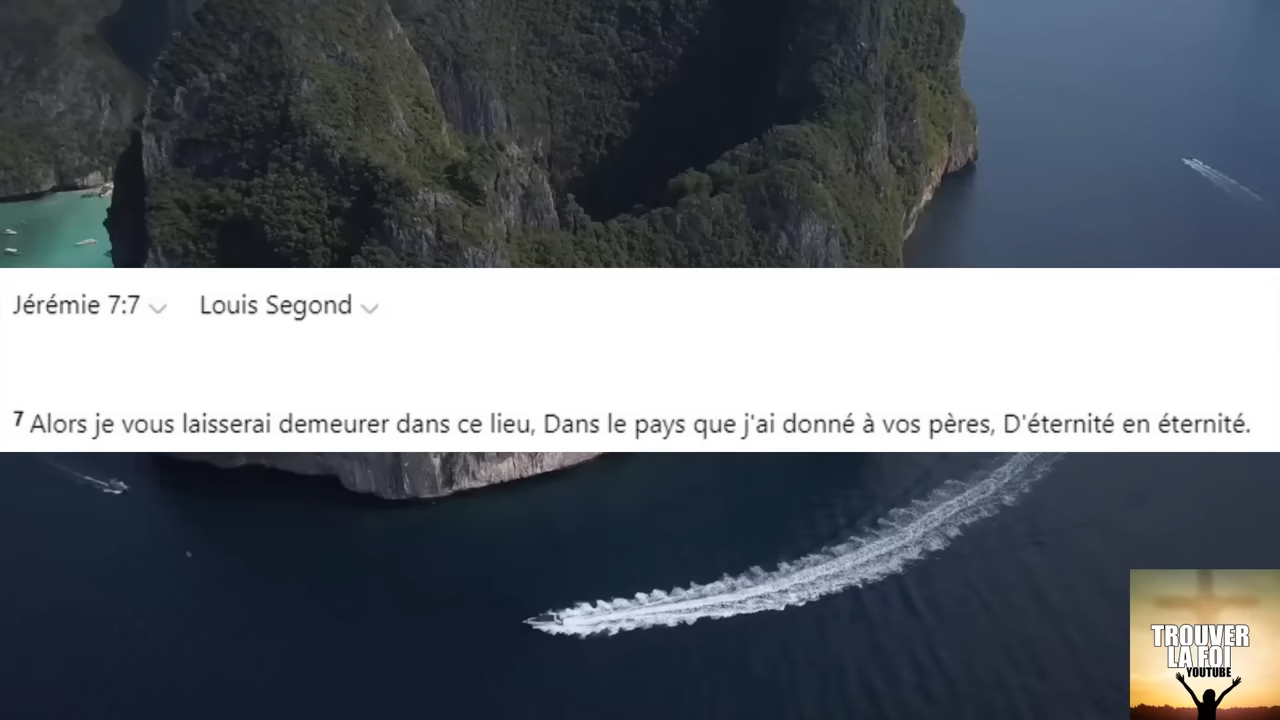 Jérémie 7:7 Louis Segond
7 Alors je vous laisserai demeurer dans ce lieu, Dans le pays que j'ai donné à vos pères, D'éternité en éternité.
TROUVER
LA FOI
YOUTUBE